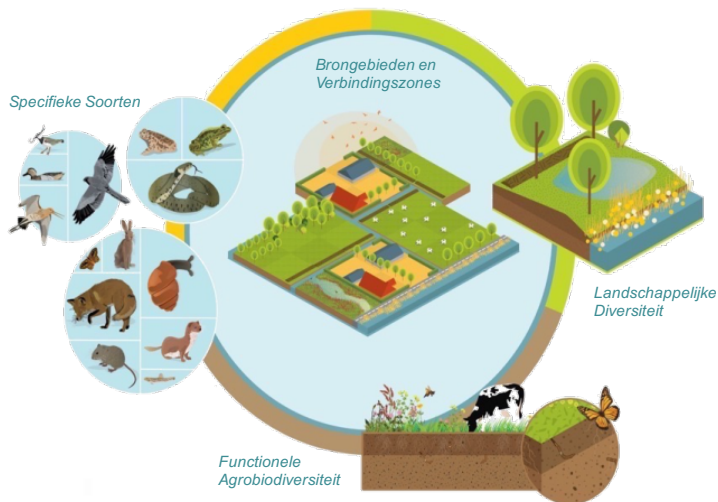 Brongebieden en
Verbindingszones
Specifieke Soorten
Landschappelijke
Diversiteit
Functionele
Agrobiodiversiteit